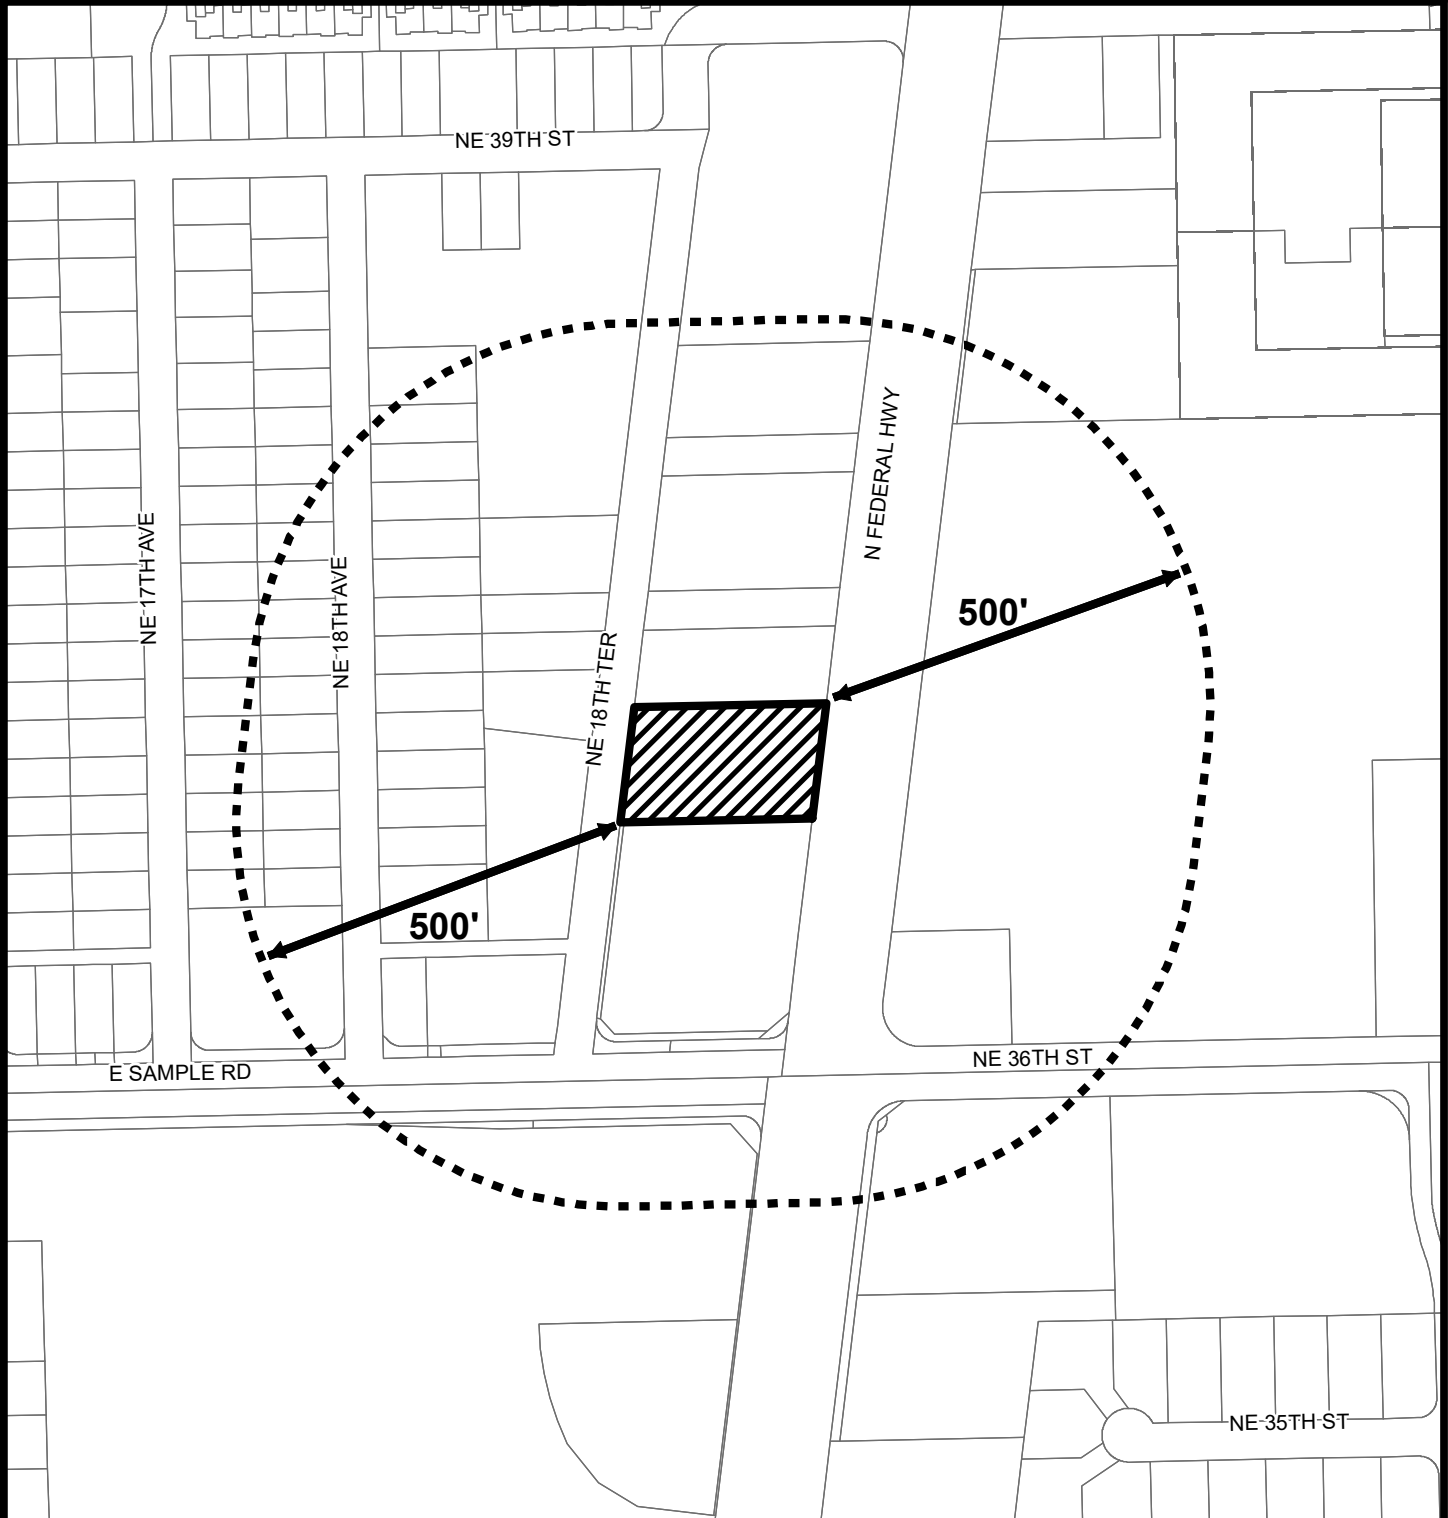 NE 39TH ST
N FEDERAL HWY
NE 17TH AVE
NE 18TH AVE
500'
NE 18TH TER
500'
NE 36TH ST
E SAMPLE RD
NE 35TH ST